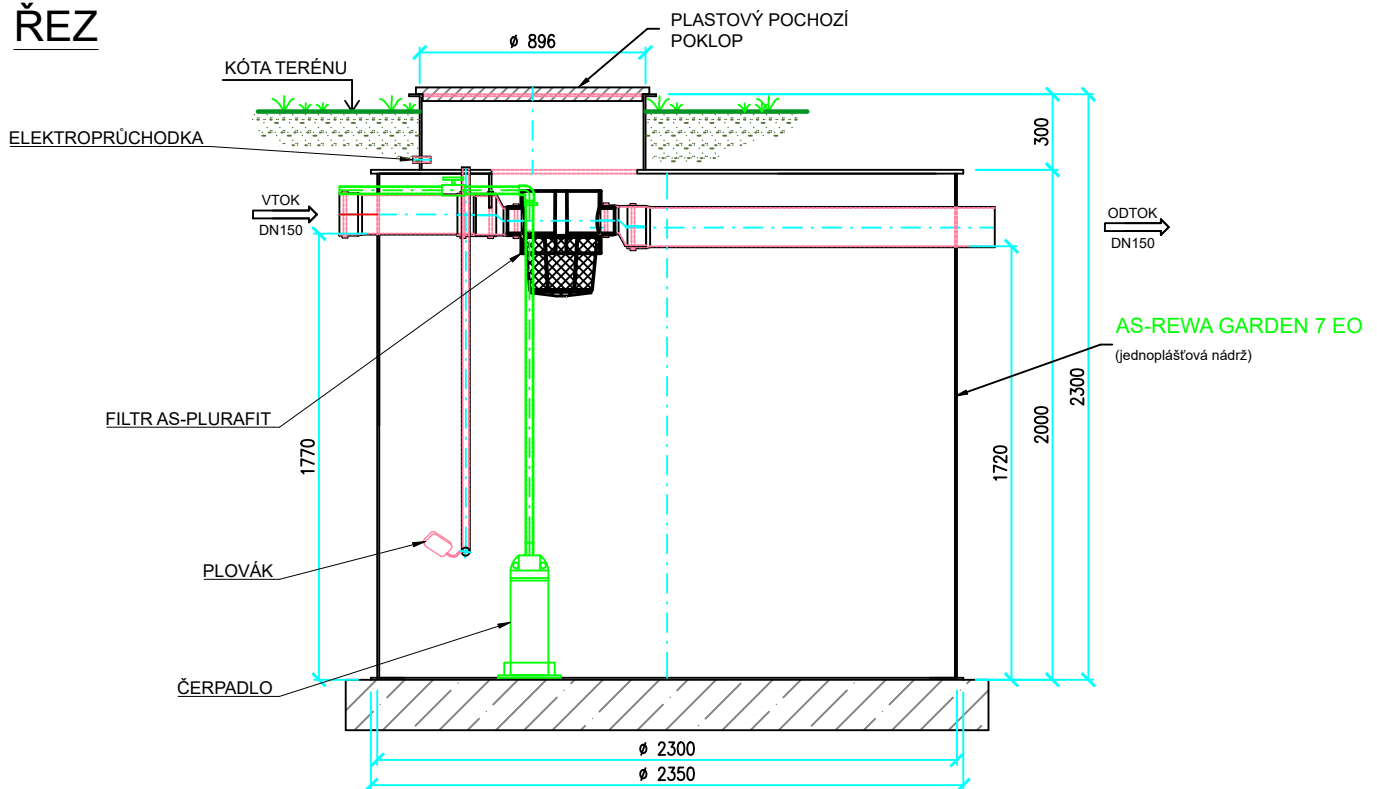 ŘEZ
PLASTOVÝ POCHOZÍ
POKLOP
ø 896
KÓTA TERÉNU
ELEKTROPRŮCHODKA
300
VTOK
DN150
ODTOK
DN150
AS-REWA GARDEN 7 EO
(jednoplášťová nádrž)
FILTR AS-PLURAFIT
1770
1720
2000
2300
PLOVÁK
ČERPADLO
ø 2300
ø 2350